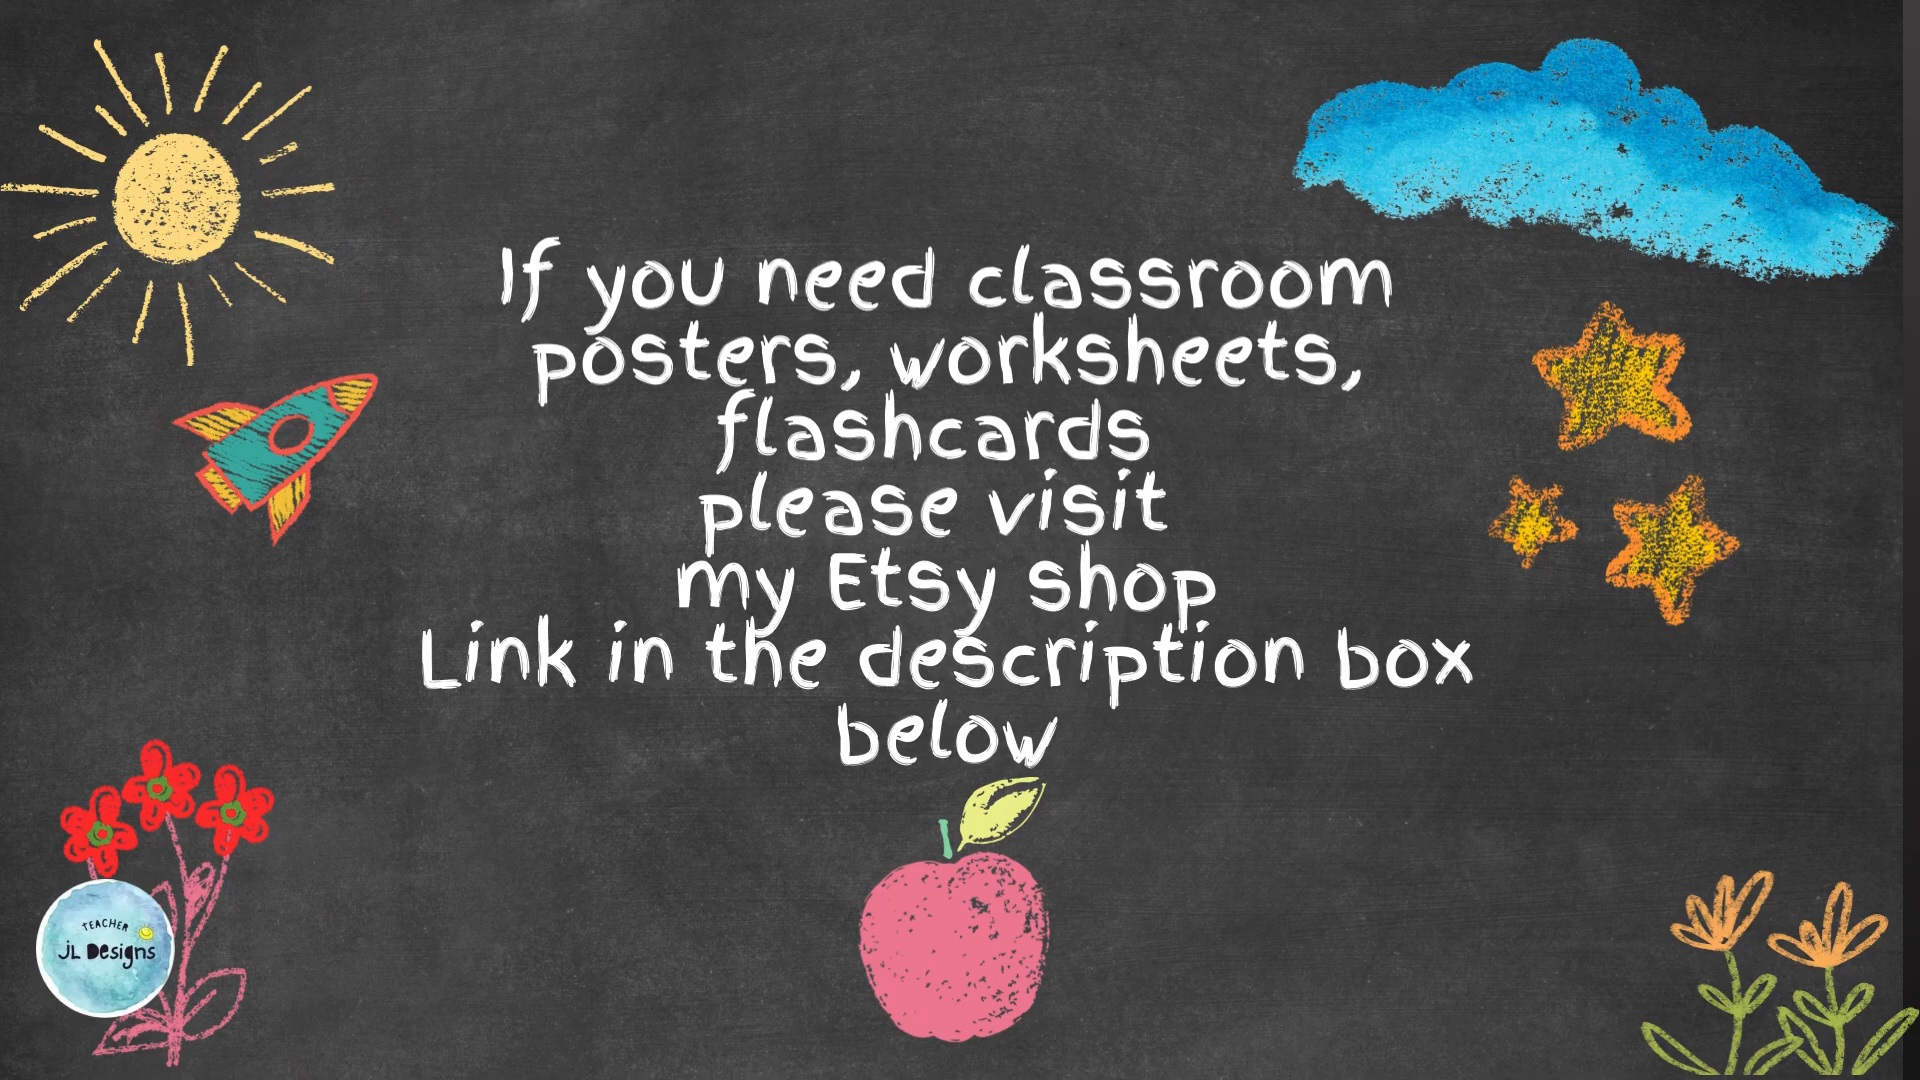 If you need classroom
posters, worksheets,
flashcards
please visit
my Etsy shop
Link in the description box
below
TEACHER
JL Designs